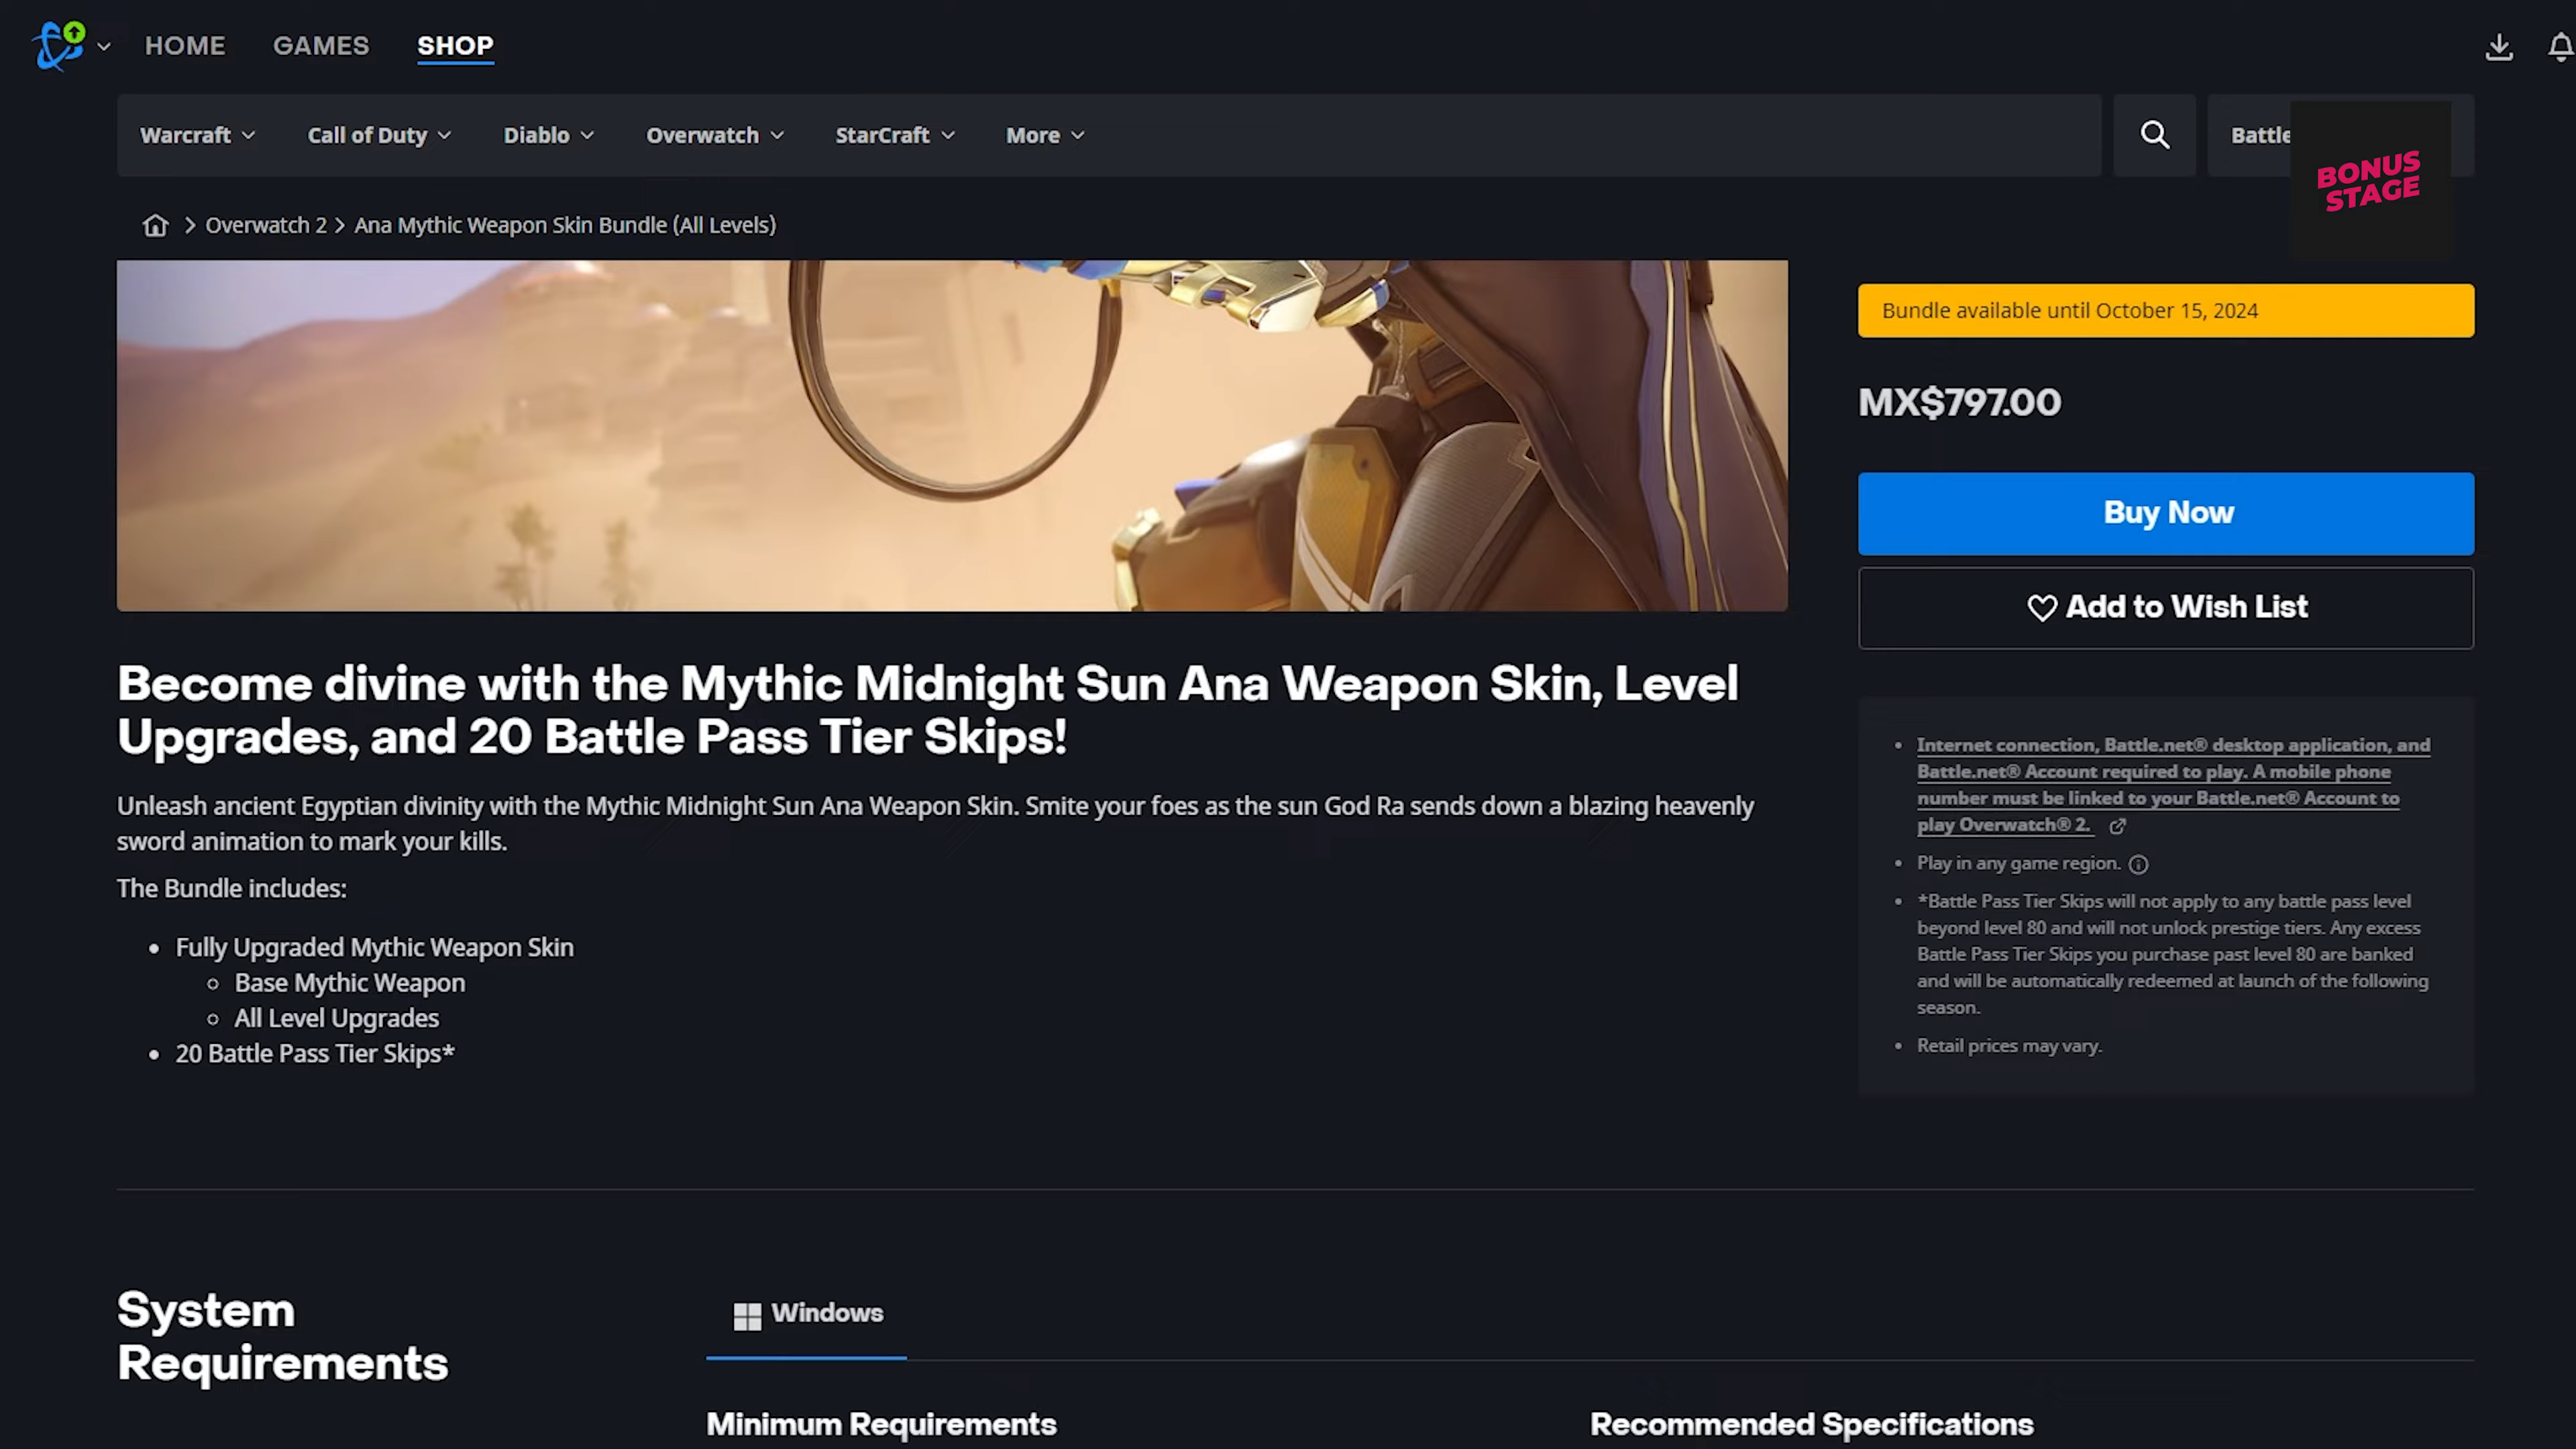 HOME GAMES SHOP
Warcraft Call of Duty Diablo Overwatch StarCraft More Battle
BONUS
STAGE
Overwatch 2 > Ana Mythic Weapon Skin Bundle (All Levels)
Bundle available until October 15, 2024
MX$797.00
Buy Now
Add to Wish List
Become divine with the Mythic Midnight Sun Ana Weapon Skin, Level
Upgrades, and 20 Battle Pass Tier Skips!
Unleash ancient Egyptian divinity with the Mythic Midnight Sun Ana Weapon Skin. Smite your foes as the sun God Ra sends down a blazing heavenly
sword animation to mark your kills.
The Bundle includes:
• Fully Upgraded Mythic Weapon Skin
○ Base Mythic Weapon
○ All Level Upgrades
• 20 Battle Pass Tier Skips*
• Internet connection, Battle.net® desktop application, and
Battle.net® Account required to play. A mobile phone
number must be linked to your Battle.net® Account to
play Overwatch® 2.
• Play in any game region.
• *Battle Pass Tier Skips will not apply to any battle pass level
beyond level 80 and will not unlock prestige tiers. Any excess
Battle Pass Tier Skips you purchase past level 80 are banked
and will be automatically redeemed at launch of the following
season.
• Retail prices may vary.
System
Requirements
Windows
Minimum Requirements
Recommended Specifications